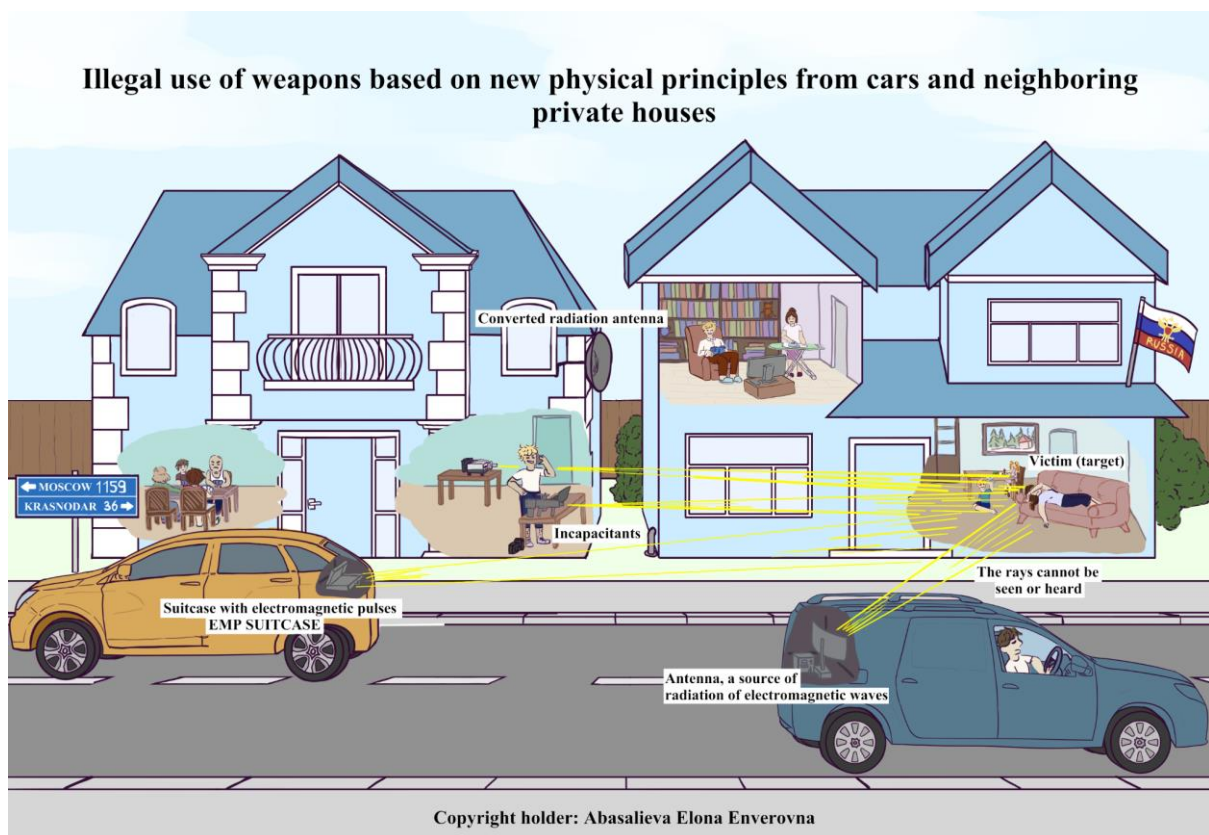 Illegal use of weapons based on new physical principles from cars and neighboring
private houses
Converted radiation antenna
RUSSIA
Victim (target)
MOSCOW 1159
KRASNODAR 36
Incapacitants
The rays cannot be
seen or heard
Suitcase with electromagnetic pulses
EMP SUITCASE
Antenna, a source of
radiation of electromagnetic waves
Copyright holder: Abasalieva Elona Enverovna